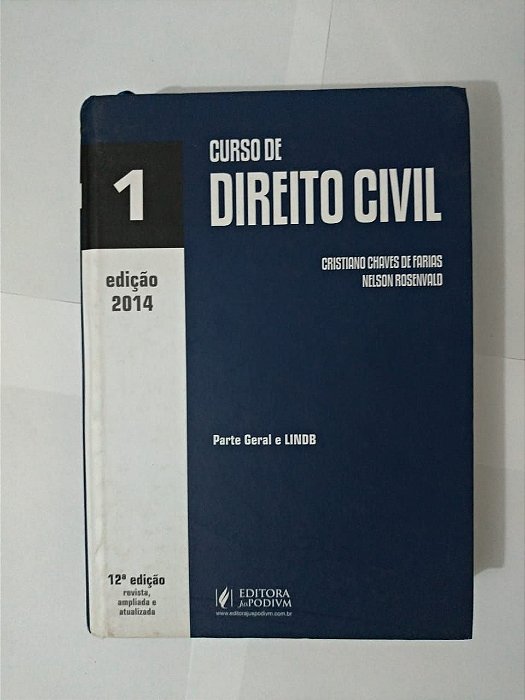 1
edição
2014
CURSO DE
DIREITO CIVIL
CRISTIANO CHAVES DE FARIAS
NELSON ROSENVALD
Parte Geral e LINDB
12ª edição
revista,
ampliada e
atualizada
EDITORA
JusPODIVM
www.editorajuspodivm.com.br